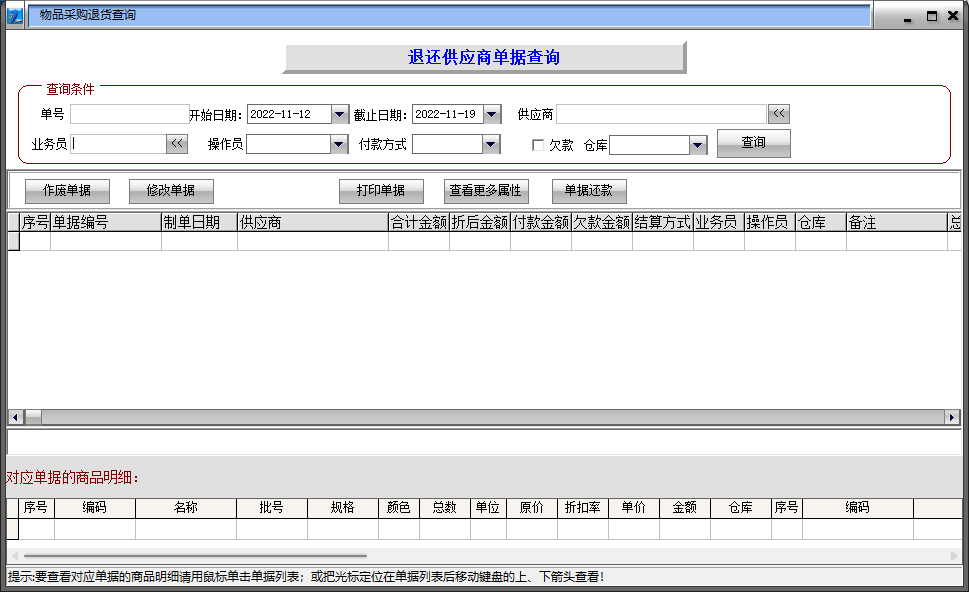 物品采购退货查询
退还供应商单据查询
查询条件
单号 开始日期: 2022-11-12 截止日期: 2022-11-19 供应商 <<
业务员 << 操作员 付款方式 欠款 仓库 查询
作废单据 修改单据 打印单据 查看更多属性 单据还款
序号 单据编号 制单日期 供应商 合计金额 折后金额 付款金额 欠款金额 结算方式 业务员 操作员 仓库 备注 总
对应单据的商品明细:
序号 编码 名称 批号 规格 颜色 总数 单位 原价 折扣率 单价 金额 仓库 序号 编码
提示:要查看对应单据的商品明细请用鼠标单击单据列表；或把光标定位在单据列表后移动键盘的上、下箭头查看!